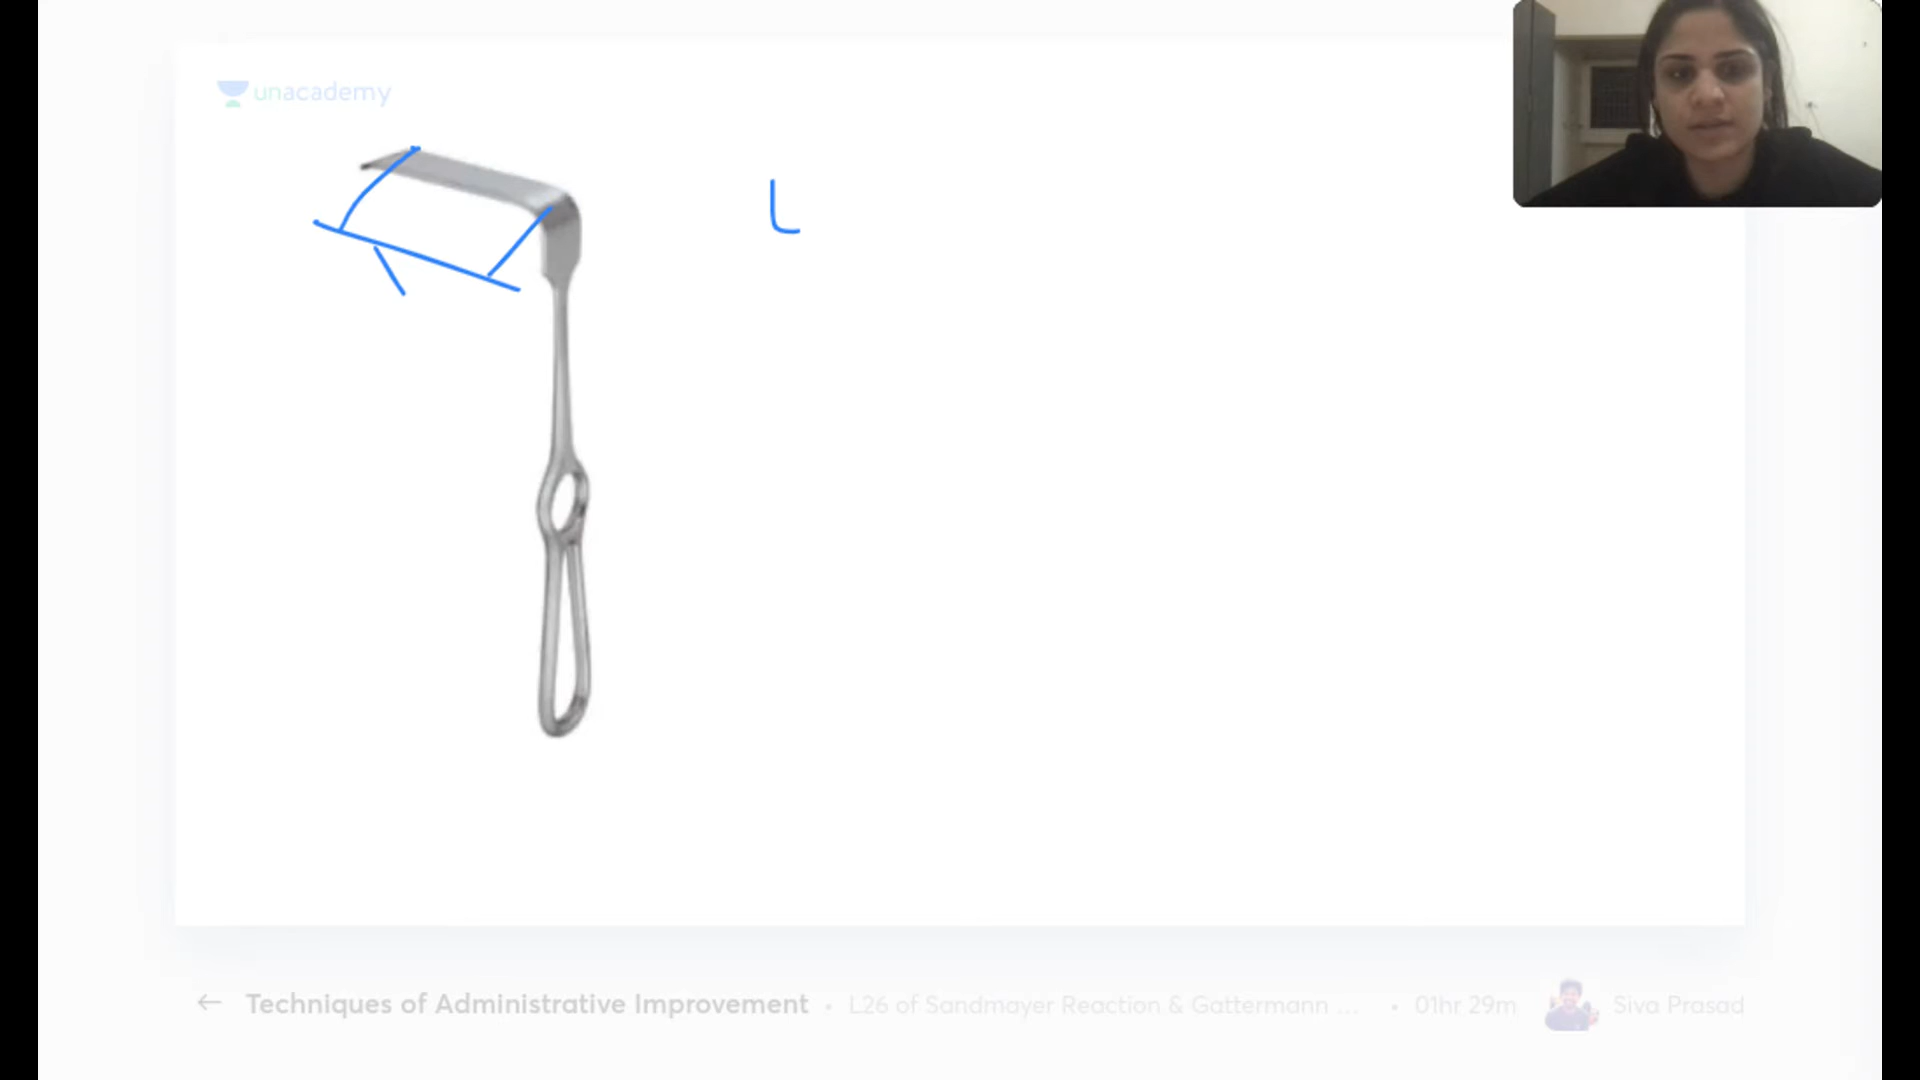 unacademy
L
Techniques of Administrative Improvement • L26 of Sandmayer Reaction & Gattermann ... • 01hr 29m Siva Prasad